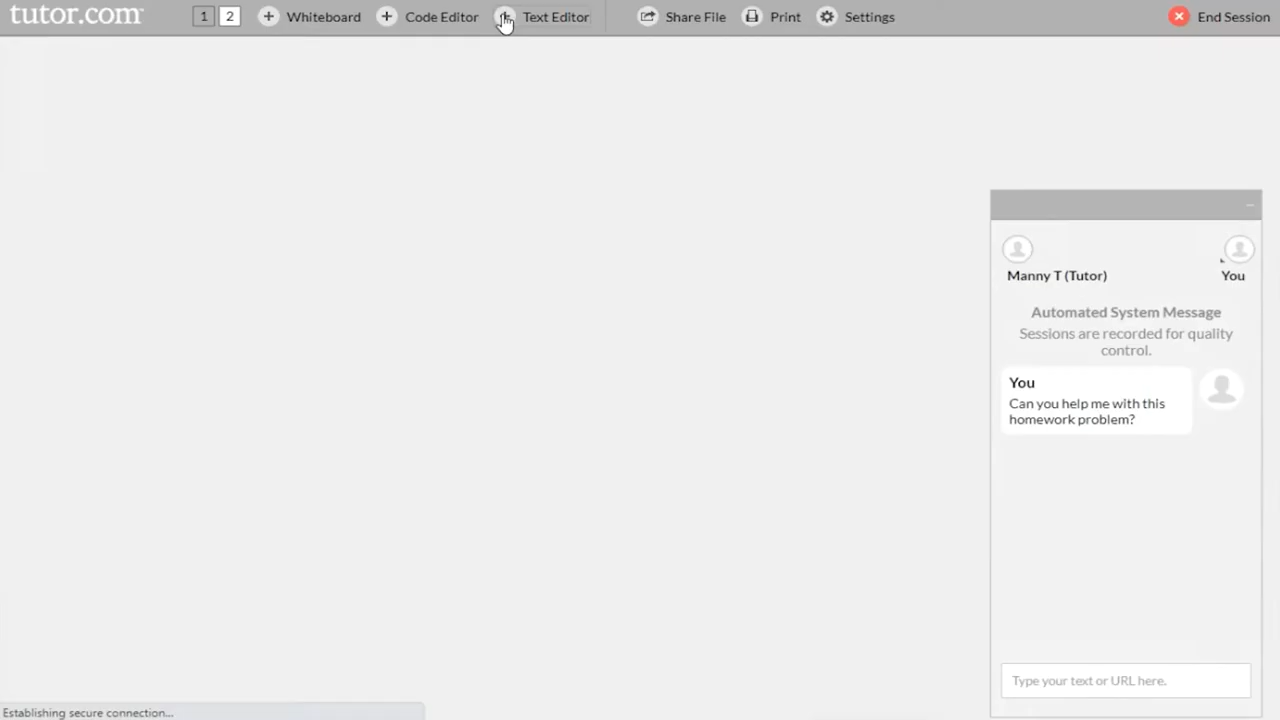 tutor.com
1 2 Whiteboard Code Editor Text Editor Share File Print Settings End Session
Manny T (Tutor) You
Automated System Message
Sessions are recorded for quality
control.
You
Can you help me with this
homework problem?
Type your text or URL here.
Establishing secure connection...